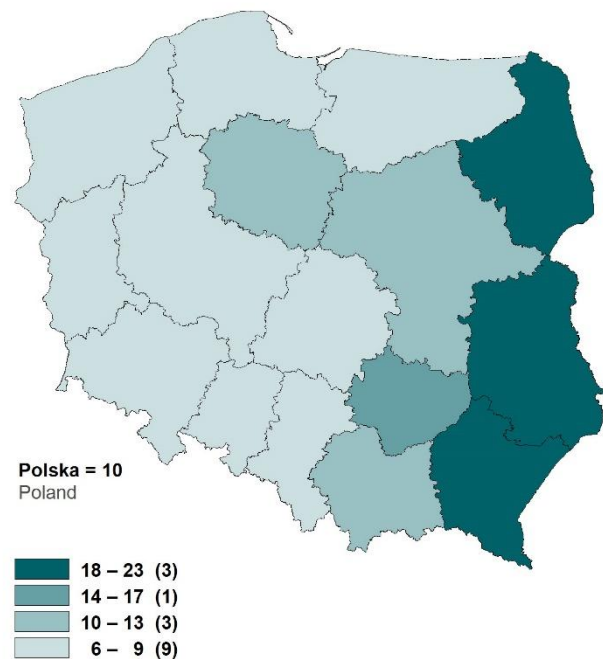 Polska = 10
Poland
18 – 23 (3)
14 – 17 (1)
10 – 13 (3)
6 – 9 (9)